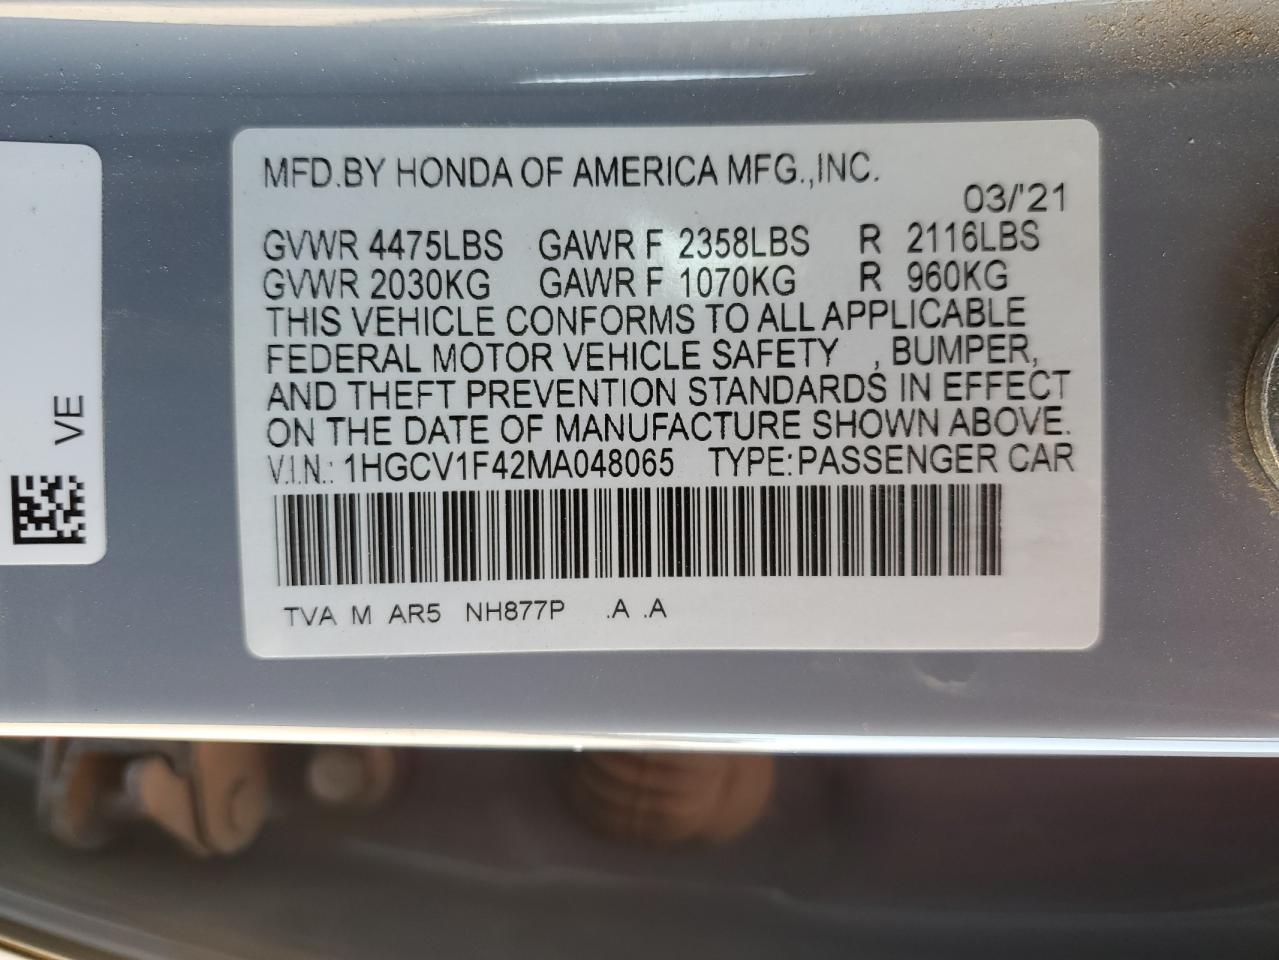 MFD.BY HONDA OF AMERICA MFG.,INC.
03/'21
GVWR 4475LBS GAWR F 2358LBS R 2116LBS
GVWR 2030KG GAWR F 1070KG R 960KG
THIS VEHICLE CONFORMS TO ALL APPLICABLE
FEDERAL MOTOR VEHICLE SAFETY , BUMPER,
AND THEFT PREVENTION STANDARDS IN EFFECT
ON THE DATE OF MANUFACTURE SHOWN ABOVE.
V.I.N.: 1HGCV1F42MA048065 TYPE:PASSENGER CAR
TVA M AR5 NH877P .A .A
VE